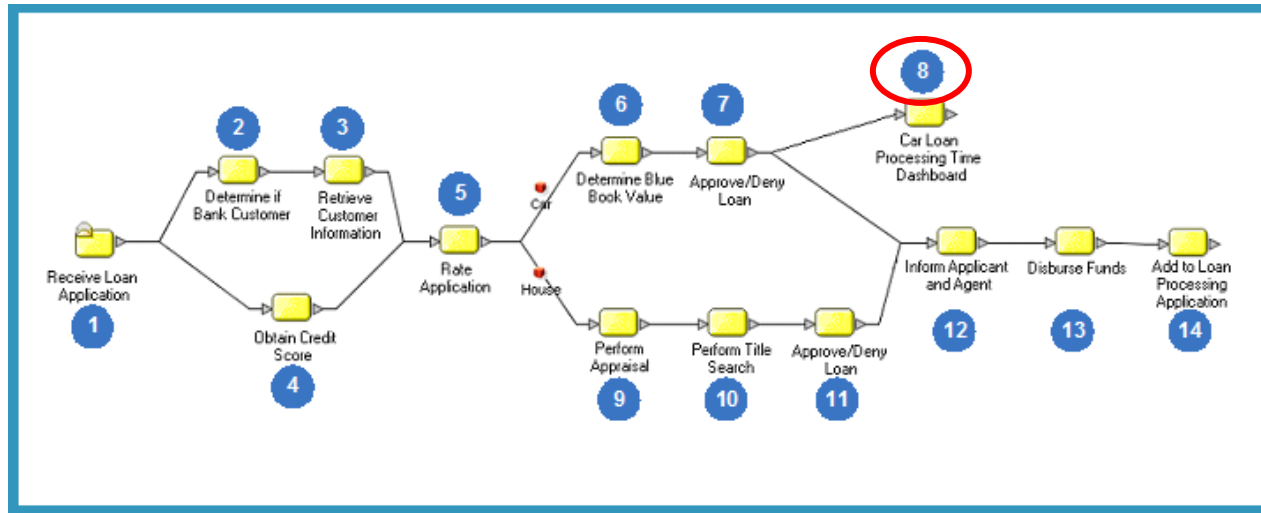 1
Receive Loan
Application
2
Determine if
Bank Customer
3
Retrieve
Customer
Information
4
Obtain Credit
Score
5
Rate
Application
Car
House
6
Determine Blue
Book Value
7
Approve/Deny
Loan
8
Car Loan
Processing Time
Dashboard
9
Perform
Appraisal
10
Perform Title
Search
11
Approve/Deny
Loan
12
Inform Applicant
and Agent
13
Disburse Funds
14
Add to Loan
Processing
Application